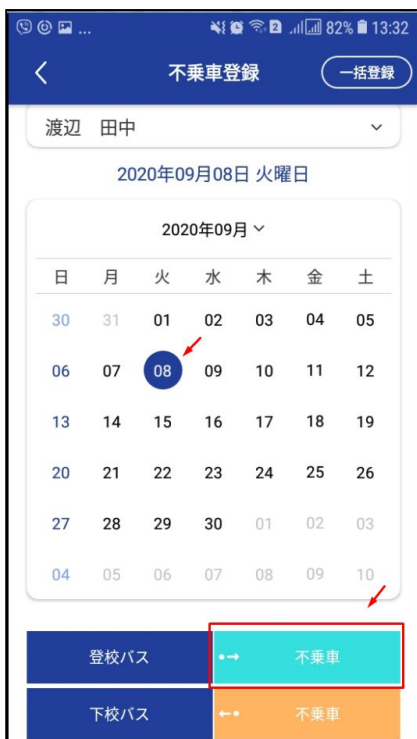 ... 82% 13:32
不乗車登録 一括登録
渡辺 田中
2020年09月08日 火曜日
2020年09月
日 月 火 水 木 金 土
30 31 01 02 03 04 05
06 07 08 09 10 11 12
13 14 15 16 17 18 19
20 21 22 23 24 25 26
27 28 29 30 01 02 03
04 05 06 07 08 09 10
登校バス 不乗車
下校バス 不乗車